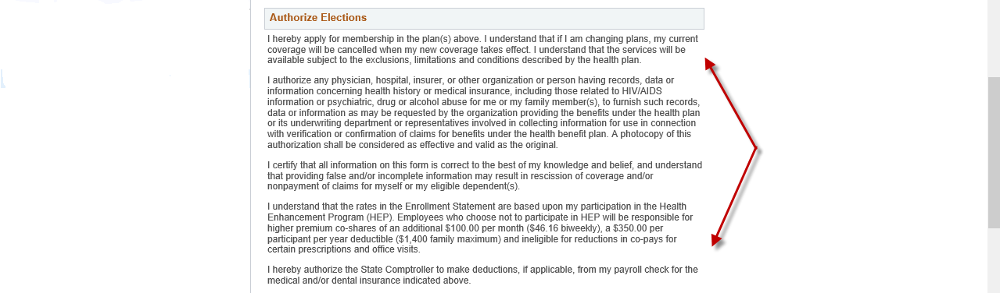 Authorize Elections
I hereby apply for membership in the plan(s) above. I understand that if I am changing plans, my current
coverage will be cancelled when my new coverage takes effect. I understand that the services will be
available subject to the exclusions, limitations and conditions described by the health plan.
I authorize any physician, hospital, insurer, or other organization or person having records, data or
information concerning health history or medical insurance, including those related to HIV/AIDS
information or psychiatric, drug or alcohol abuse for me or my family member(s), to furnish such records,
data or information as may be requested by the organization providing the benefits under the health plan
or its underwriting department or representatives involved in collecting information for use in connection
with verification or confirmation of claims for benefits under the health benefit plan. A photocopy of this
authorization shall be considered as effective and valid as the original.
I certify that all information on this form is correct to the best of my knowledge and belief, and understand
that providing false and/or incomplete information may result in rescission of coverage and/or
nonpayment of claims for myself or my eligible dependent(s).
I understand that the rates in the Enrollment Statement are based upon my participation in the Health
Enhancement Program (HEP). Employees who choose not to participate in HEP will be responsible for
higher premium co-shares of an additional $100.00 per month ($46.16 biweekly), a $350.00 per
participant per year deductible ($1,400 family maximum) and ineligible for reductions in co-pays for
certain prescriptions and office visits.
I hereby authorize the State Comptroller to make deductions, if applicable, from my payroll check for the
medical and/or dental insurance indicated above.